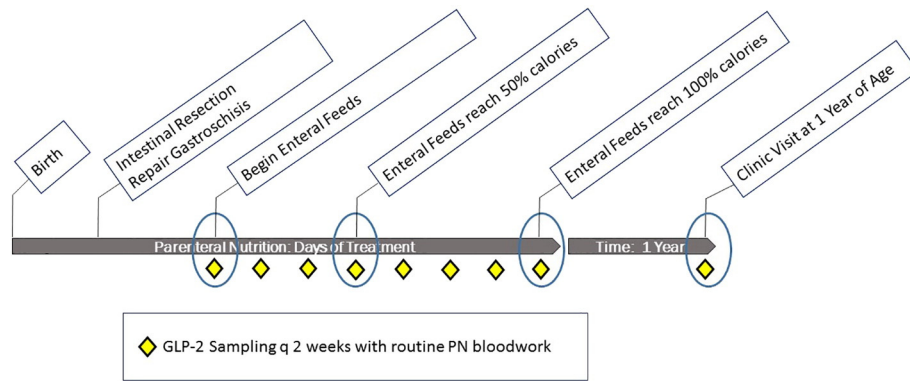 Birth
Intestinal Resection
Repair Gastroschisis
Begin Enteral Feeds
Enteral Feeds reach 50% calories
Enteral Feeds reach 100% calories
Clinic Visit at 1 Year of Age
Parenteral Nutrition: Days of Treatment
Time: 1 Year
GLP-2 Sampling q 2 weeks with routine PN bloodwork